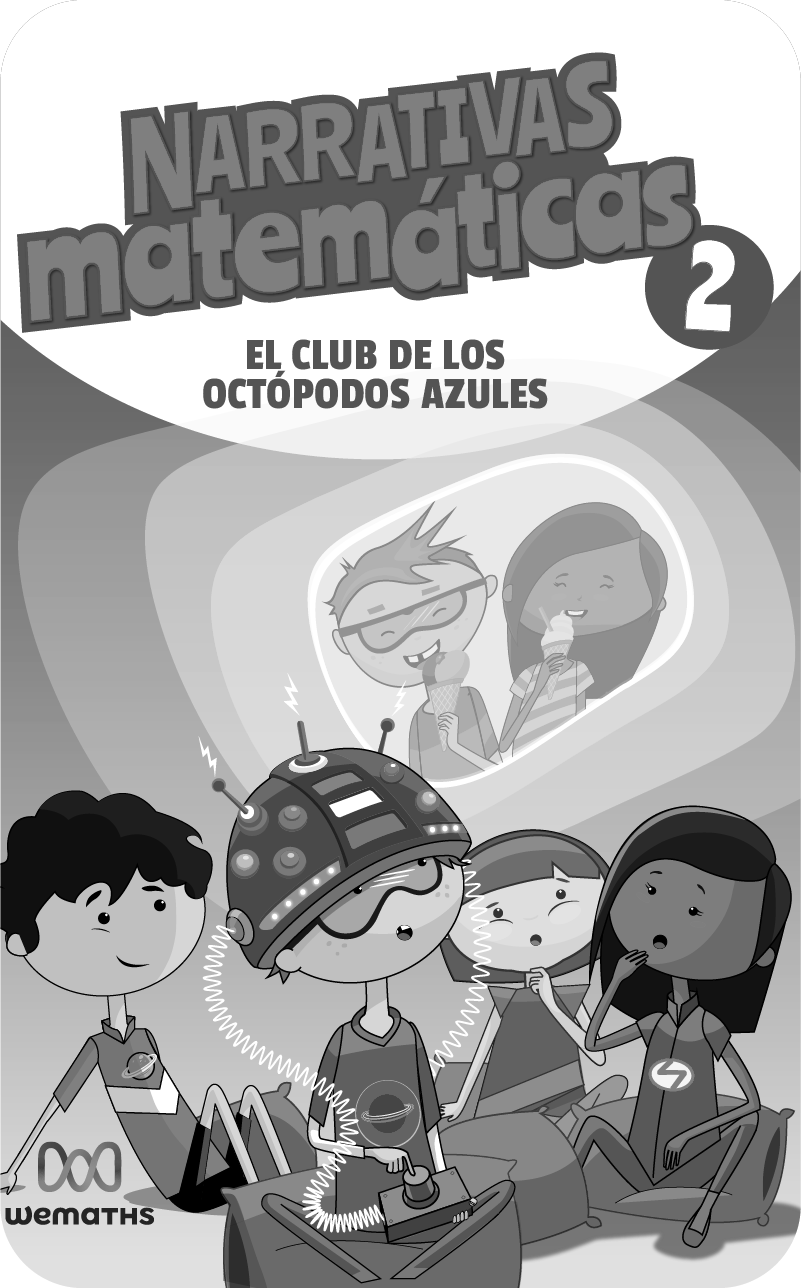 NARRATIVAS
matemáticas
2
EL CLUB DE LOS
OCTÓPODOS AZULES
wemaths